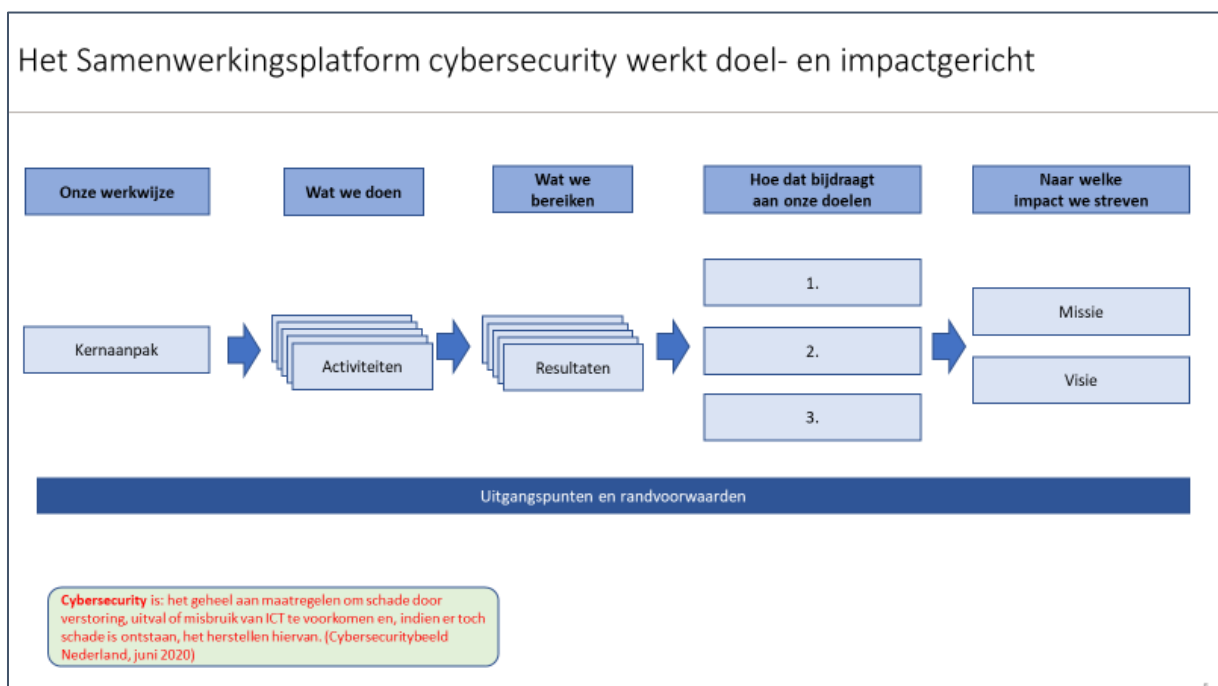 Het Samenwerkingsplatform cybersecurity werkt doel- en impactgericht
Onze werkwijze
Wat we doen
Wat we
bereiken
Hoe dat bijdraagt
aan onze doelen
Naar welke
impact we streven
Kernaanpak
Activiteiten
Resultaten
1.
2.
3.
Missie
Visie
Uitgangspunten en randvoorwaarden
Cybersecurity is: het geheel aan maatregelen om schade door
verstoring, uitval of misbruik van ICT te voorkomen en, indien er toch
schade is ontstaan, het herstellen hiervan. (Cybersecuritybeeld
Nederland, juni 2020)